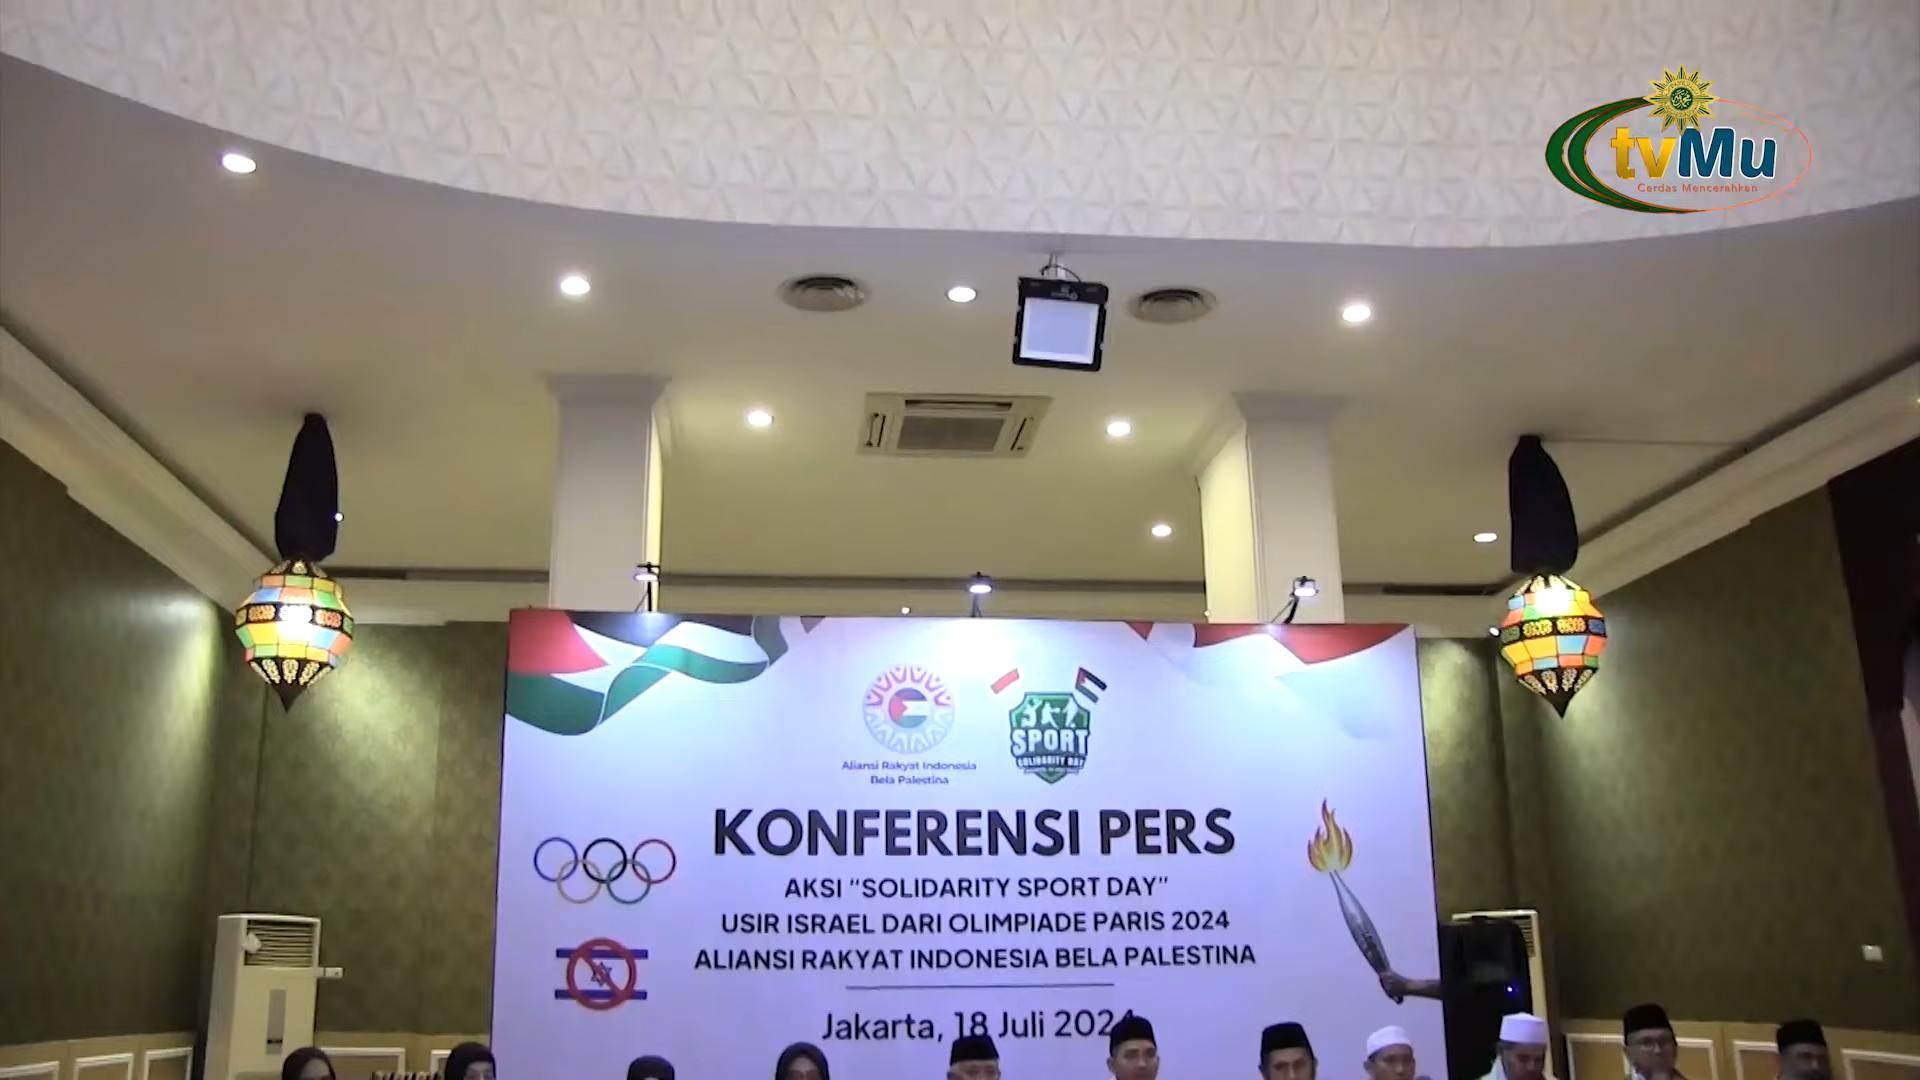 tvMu
Cerdas Mencerahkan
Aliansi Rakyat Indonesia
Bela Palestina
SPORT
SOLIDARITY DAY
KONFERENSI PERS
AKSI "SOLIDARITY SPORT DAY"
USIR ISRAEL DARI OLIMPIADE PARIS 2024
ALIANSI RAKYAT INDONESIA BELA PALESTINA
Jakarta, 18 Juli 2024